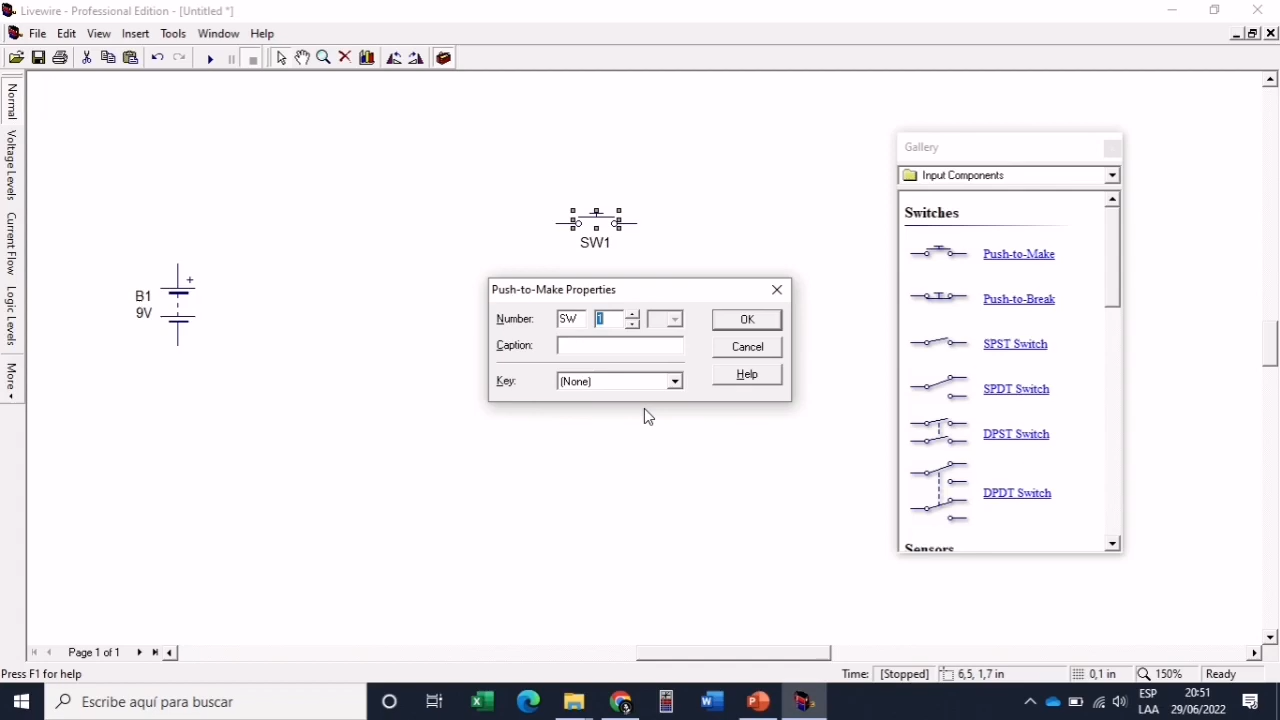 Livewire - Professional Edition - [Untitled *]
File Edit View Insert Tools Window Help
Normal
Voltage Levels
Current Flow
Logic Levels
More
B1
9V
+
SW1
Push-to-Make Properties
Number: SW 1
OK
Caption:
Cancel
Key: (None)
Help
Gallery
Input Components
Switches
Push-to-Make
Push-to-Break
SPST Switch
SPDT Switch
DPST Switch
DPDT Switch
Sensors
Page 1 of 1
Press F1 for help
Time: [Stopped] 6,5, 1,7 in 0,1 in 150% Ready
Escribe aquí para buscar
ESP
LAA
20:51
29/06/2022